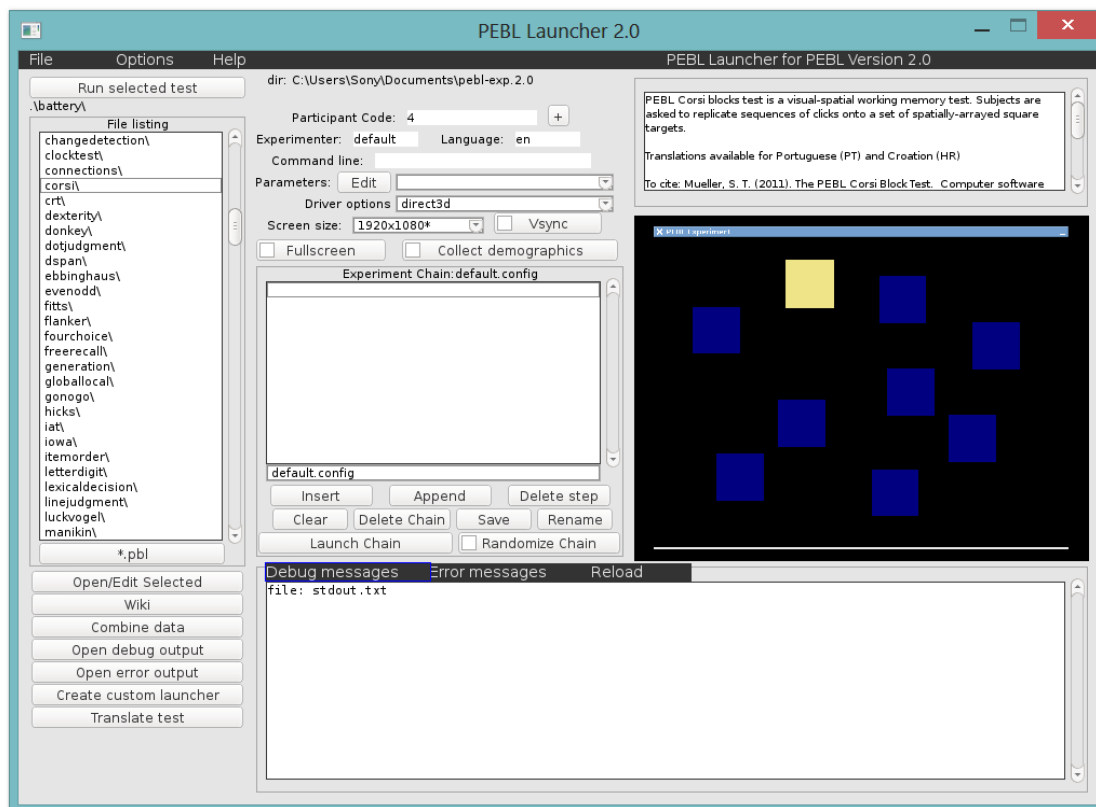 PEBL Launcher 2.0
File Options Help PEBL Launcher for PEBL Version 2.0
Run selected test
.\battery\
File listing
changedetection\
clocktest\
connections\
corsi\
crt\
dexterity\
donkey\
dotjudgment\
dspan\
ebbinghaus\
evenodd\
fitts\
flanker\
fourchoice\
freerecall\
generation\
globallocal\
gonogo\
hicks\
iat\
iowa\
itemorder\
letterdigit\
lexicaldecision\
linejudgment\
luckvogel\
manikin\
*.pbl
Open/Edit Selected
Wiki
Combine data
Open debug output
Open error output
Create custom launcher
Translate test
dir: C:\Users\Sony\Documents\pebl-exp.2.0
Participant Code: 4 +
Experimenter: default Language: en
Command line:
Parameters: Edit
Driver options direct3d
Screen size: 1920x1080* Vsync
Fullscreen Collect demographics
Experiment Chain:default.config
default.config
Insert Append Delete step
Clear Delete Chain Save Rename
Launch Chain Randomize Chain
PEBL Corsi blocks test is a visual-spatial working memory test. Subjects are
asked to replicate sequences of clicks onto a set of spatially-arrayed square
targets.
Translations available for Portuguese (PT) and Croation (HR)
To cite: Mueller, S. T. (2011). The PEBL Corsi Block Test. Computer software
X PEBL Experiment
Debug messages Error messages Reload
file: stdout.txt